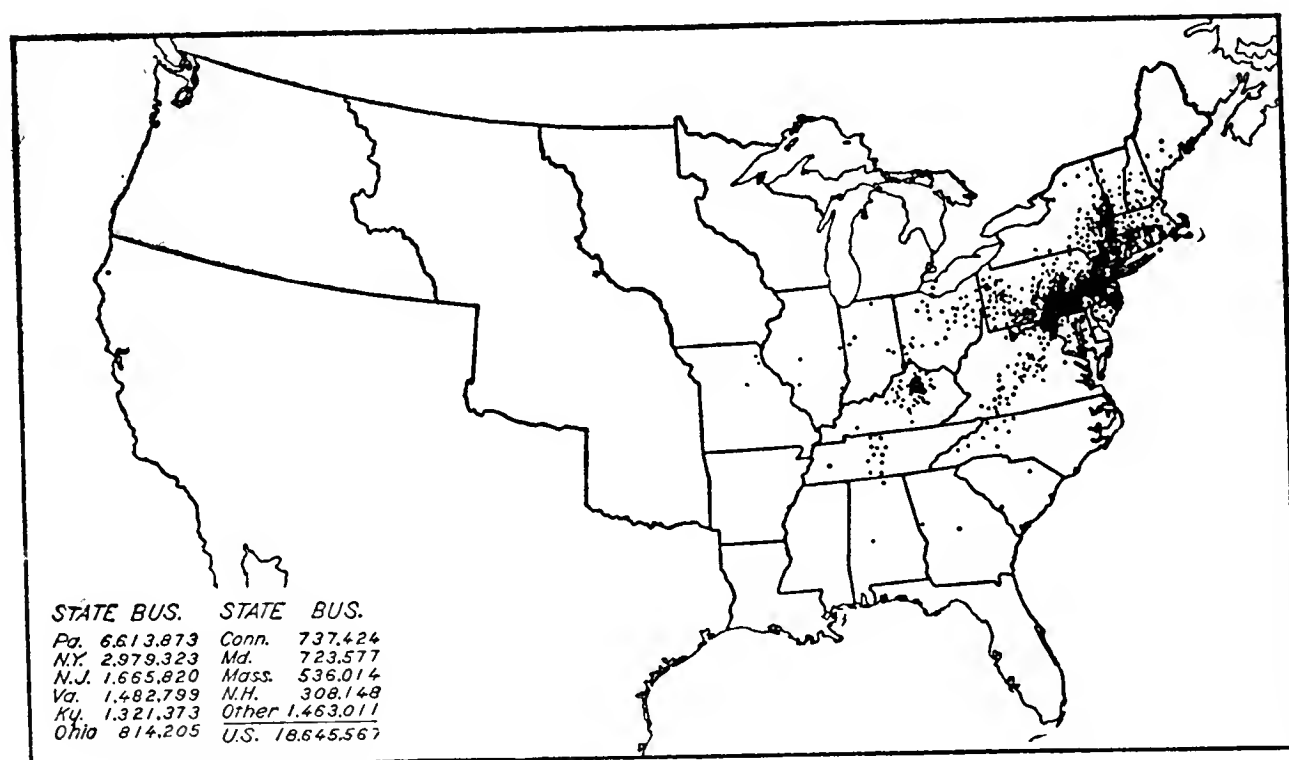 STATE BUS. STATE BUS.
Pa. 6,613,873 Conn. 737,424
N.Y. 2,979,323 Md. 723,577
N.J. 1,665,820 Mass. 536,014
Va. 1,482,799 N.H. 308,148
Ky. 1,321,373 Other 1,463,011
Ohio 814,205 U.S. 18,645,567